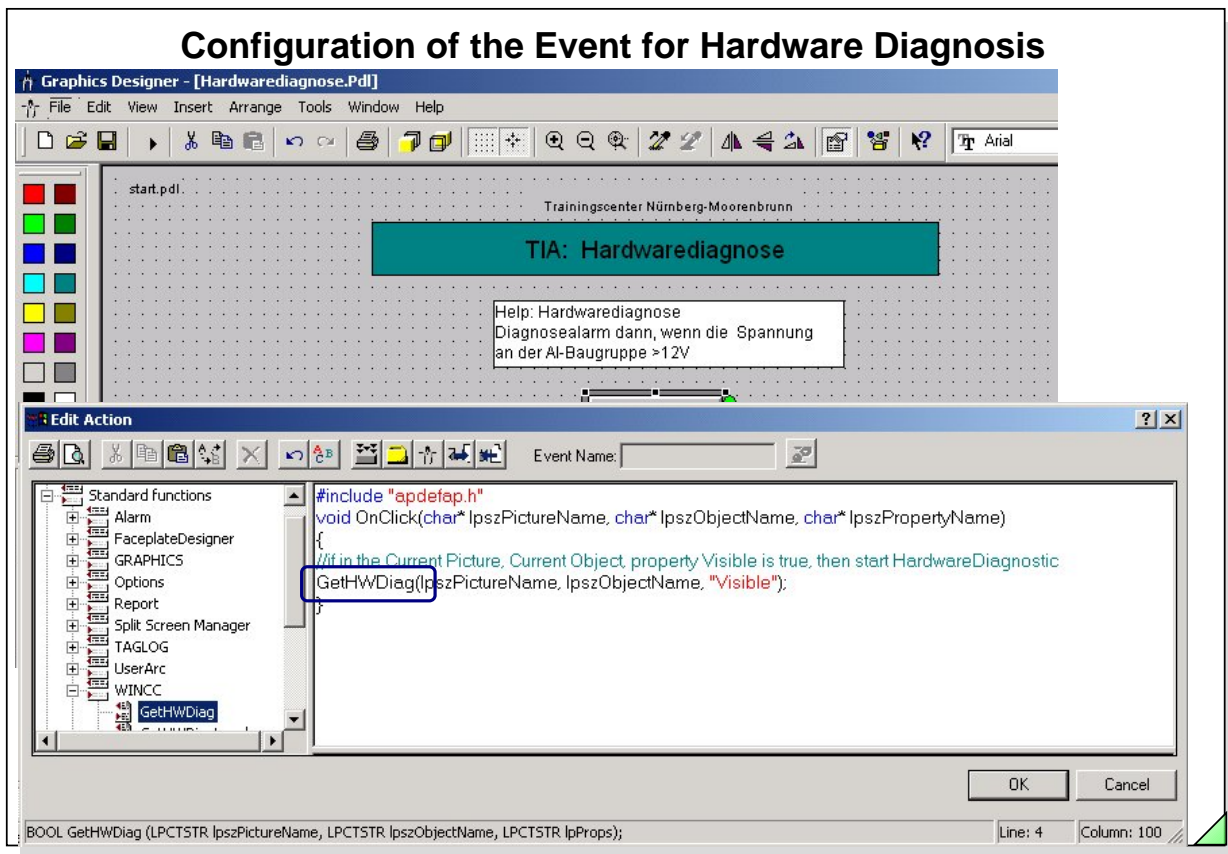 Configuration of the Event for Hardware Diagnosis
Graphics Designer - [Hardwarediagnose.Pdl]
File Edit View Insert Arrange Tools Window Help
Arial
start.pdl
Trainingscenter Nürnberg-Moorenbrunn
TIA: Hardwarediagnose
Help: Hardwarediagnose
Diagnosealarm dann, wenn die Spannung
an der AI-Baugruppe >12V
Edit Action
Event Name:
Standard functions
Alarm
FaceplateDesigner
GRAPHICS
Options
Report
Split Screen Manager
TAGLOG
UserArc
WINCC
GetHWDiag
#include "apdefap.h"
void OnClick(char* lpszPictureName, char* lpszObjectName, char* lpszPropertyName)
{
//if in the Current Picture, Current Object, property Visible is true, then start HardwareDiagnostic
GetHWDiag(lpszPictureName, lpszObjectName, "Visible");
}
OK Cancel
BOOL GetHWDiag (LPCTSTR lpszPictureName, LPCTSTR lpszObjectName, LPCTSTR lpProps);
Line: 4 Column: 100